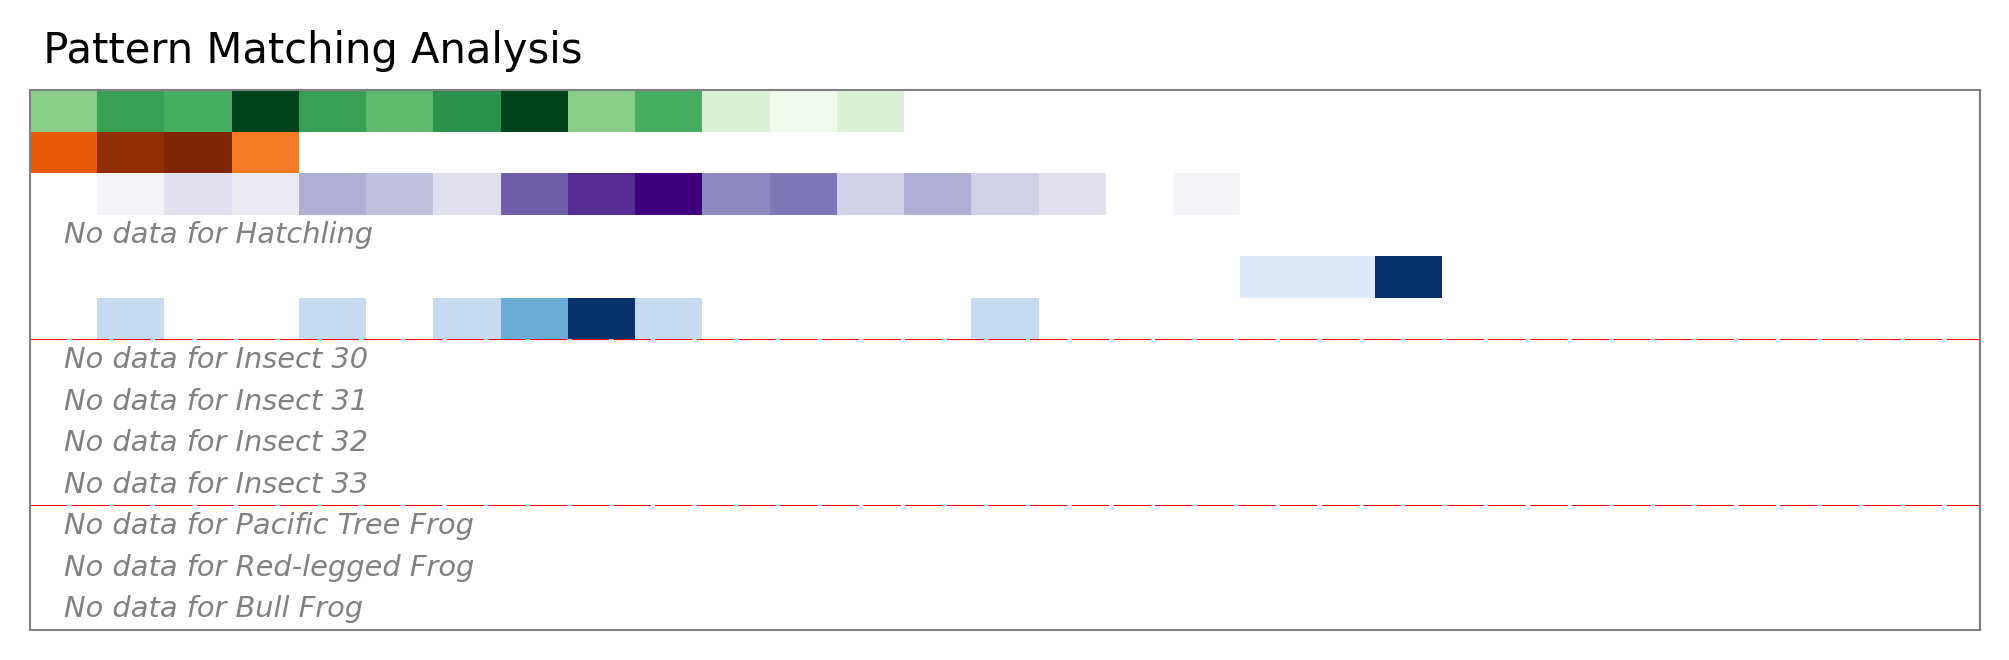 Pattern Matching Analysis
No data for Hatchling
No data for Insect 30
No data for Insect 31
No data for Insect 32
No data for Insect 33
No data for Pacific Tree Frog
No data for Red-legged Frog
No data for Bull Frog